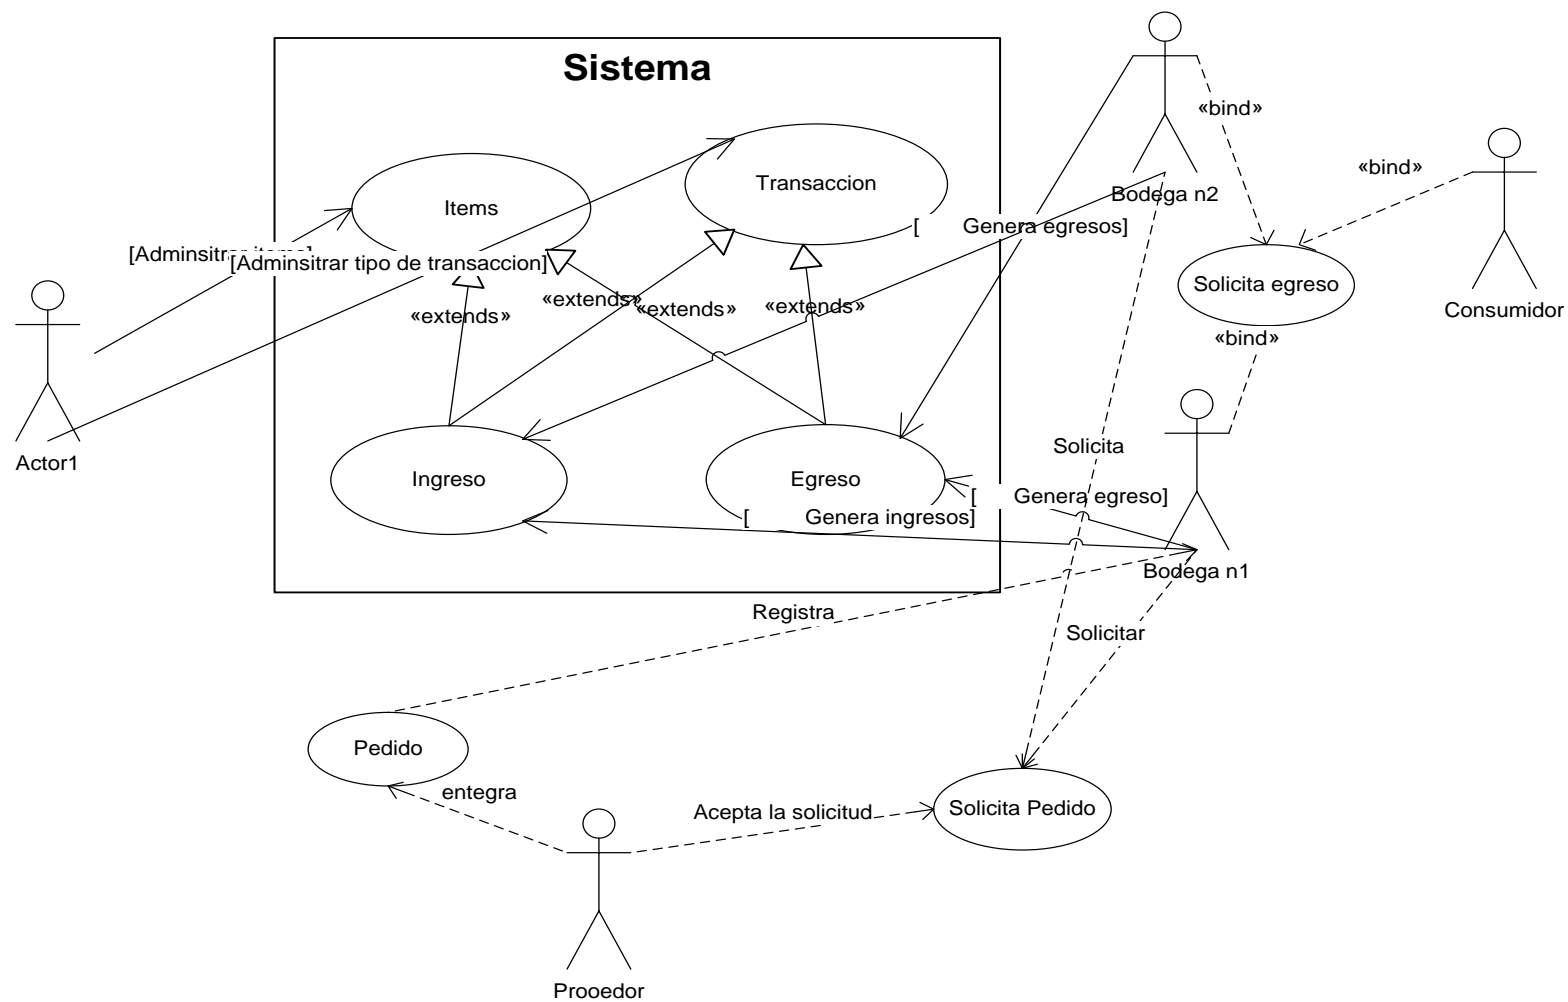 Sistema
«bind»
«bind»
Transaccion
Bodega n2
Items
[ Genera egresos]
[Adminsitrar
[Adminsitrar tipo de transaccion]
Solicita egreso
«extends»
«extends»
«extends»
«extends»
Consumidor
«bind»
Solicita
Actor1
Ingreso
Egreso
[ Genera egreso]
[ Genera ingresos]
Bodega n1
Registra
Solicitar
Pedido
entegra
Acepta la solicitud
Solicita Pedido
Prooedor